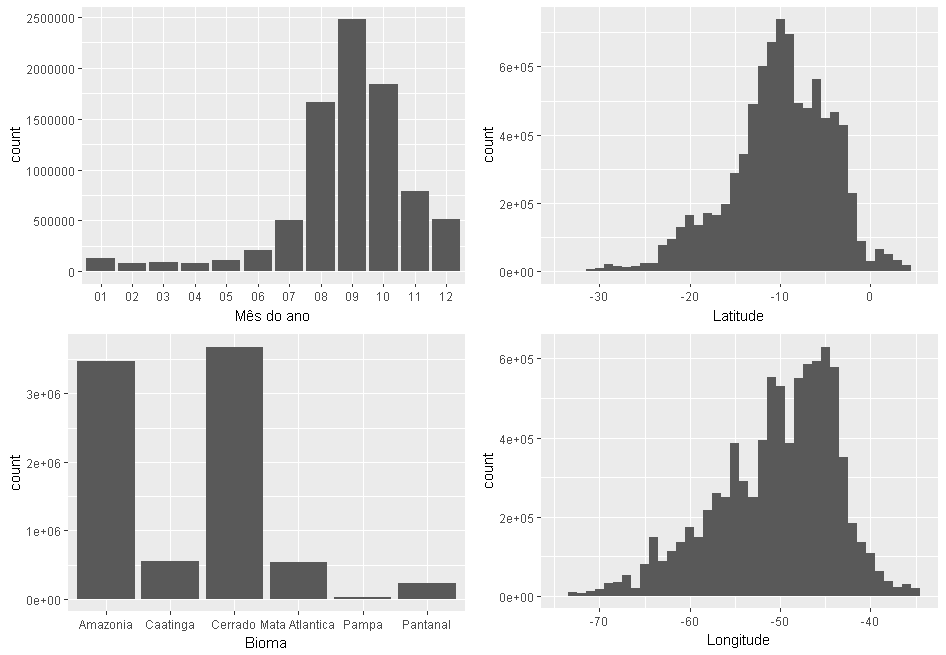 2500000
2000000
1500000
1000000
500000
0
count
01 02 03 04 05 06 07 08 09 10 11 12
Mês do ano
6e+05
4e+05
2e+05
0e+00
count
-30 -20 -10 0
Latitude
3e+06
2e+06
1e+06
0e+00
count
Amazonia Caatinga Cerrado Mata Atlantica Pampa Pantanal
Bioma
6e+05
4e+05
2e+05
0e+00
count
-70 -60 -50 -40
Longitude